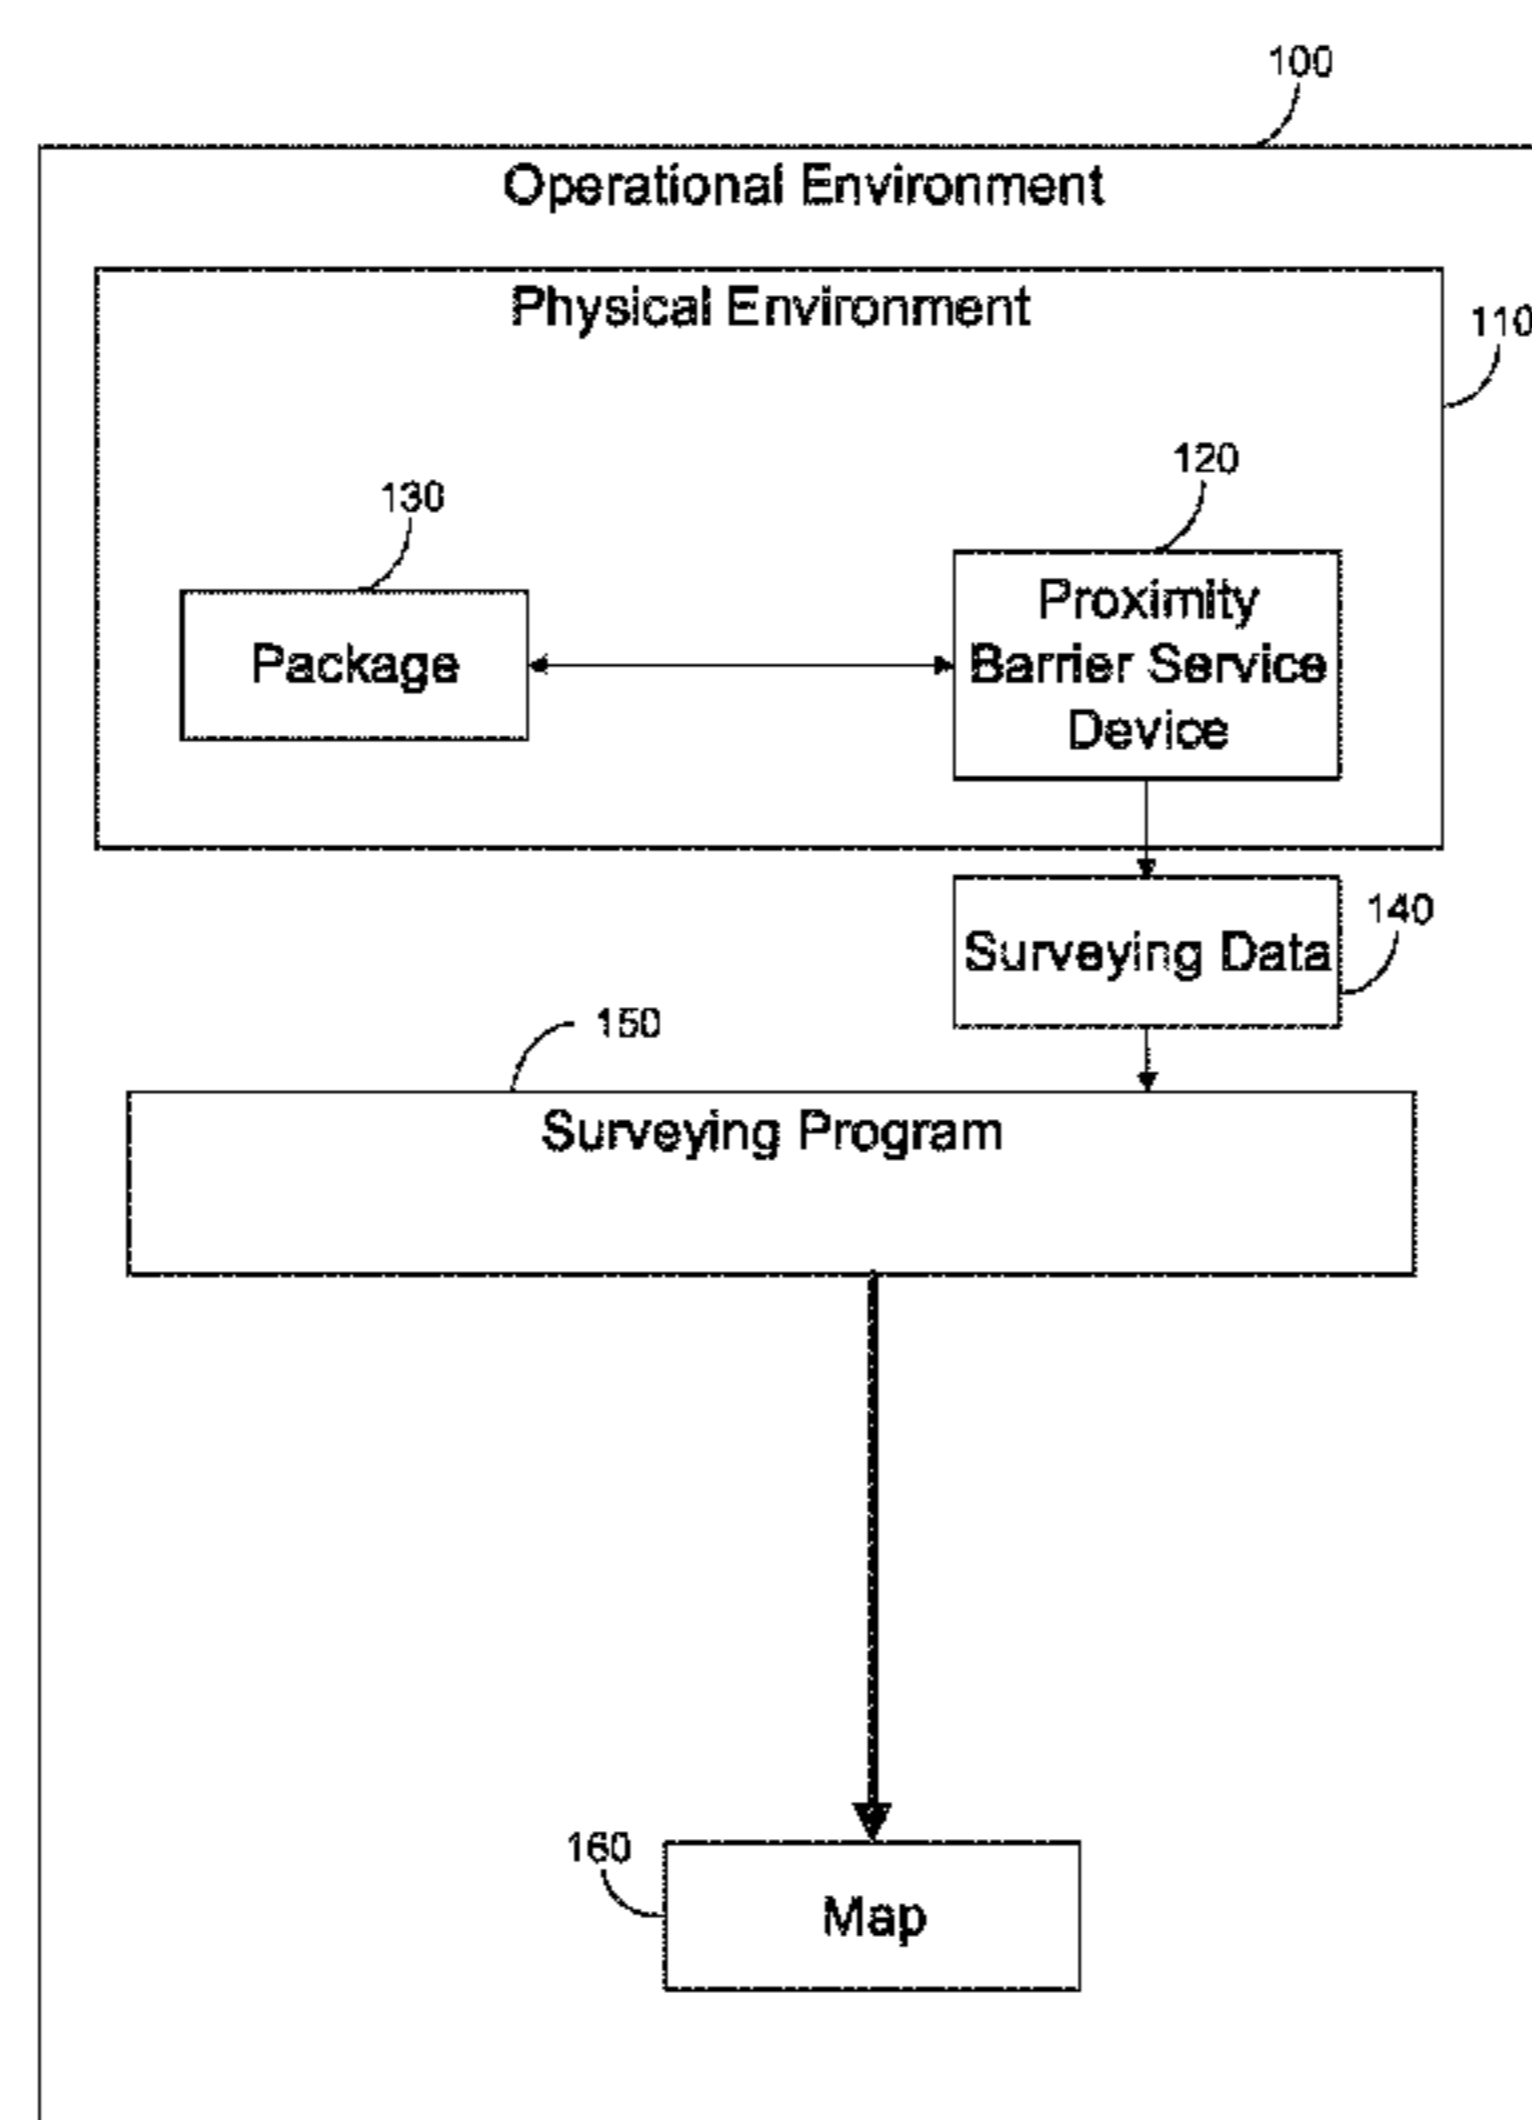 100
Operational Environment
Physical Environment
110
120
130
Proximity
Barrier Service
Device
Package
140
Surveying Data
150
Surveying Program
160
Map